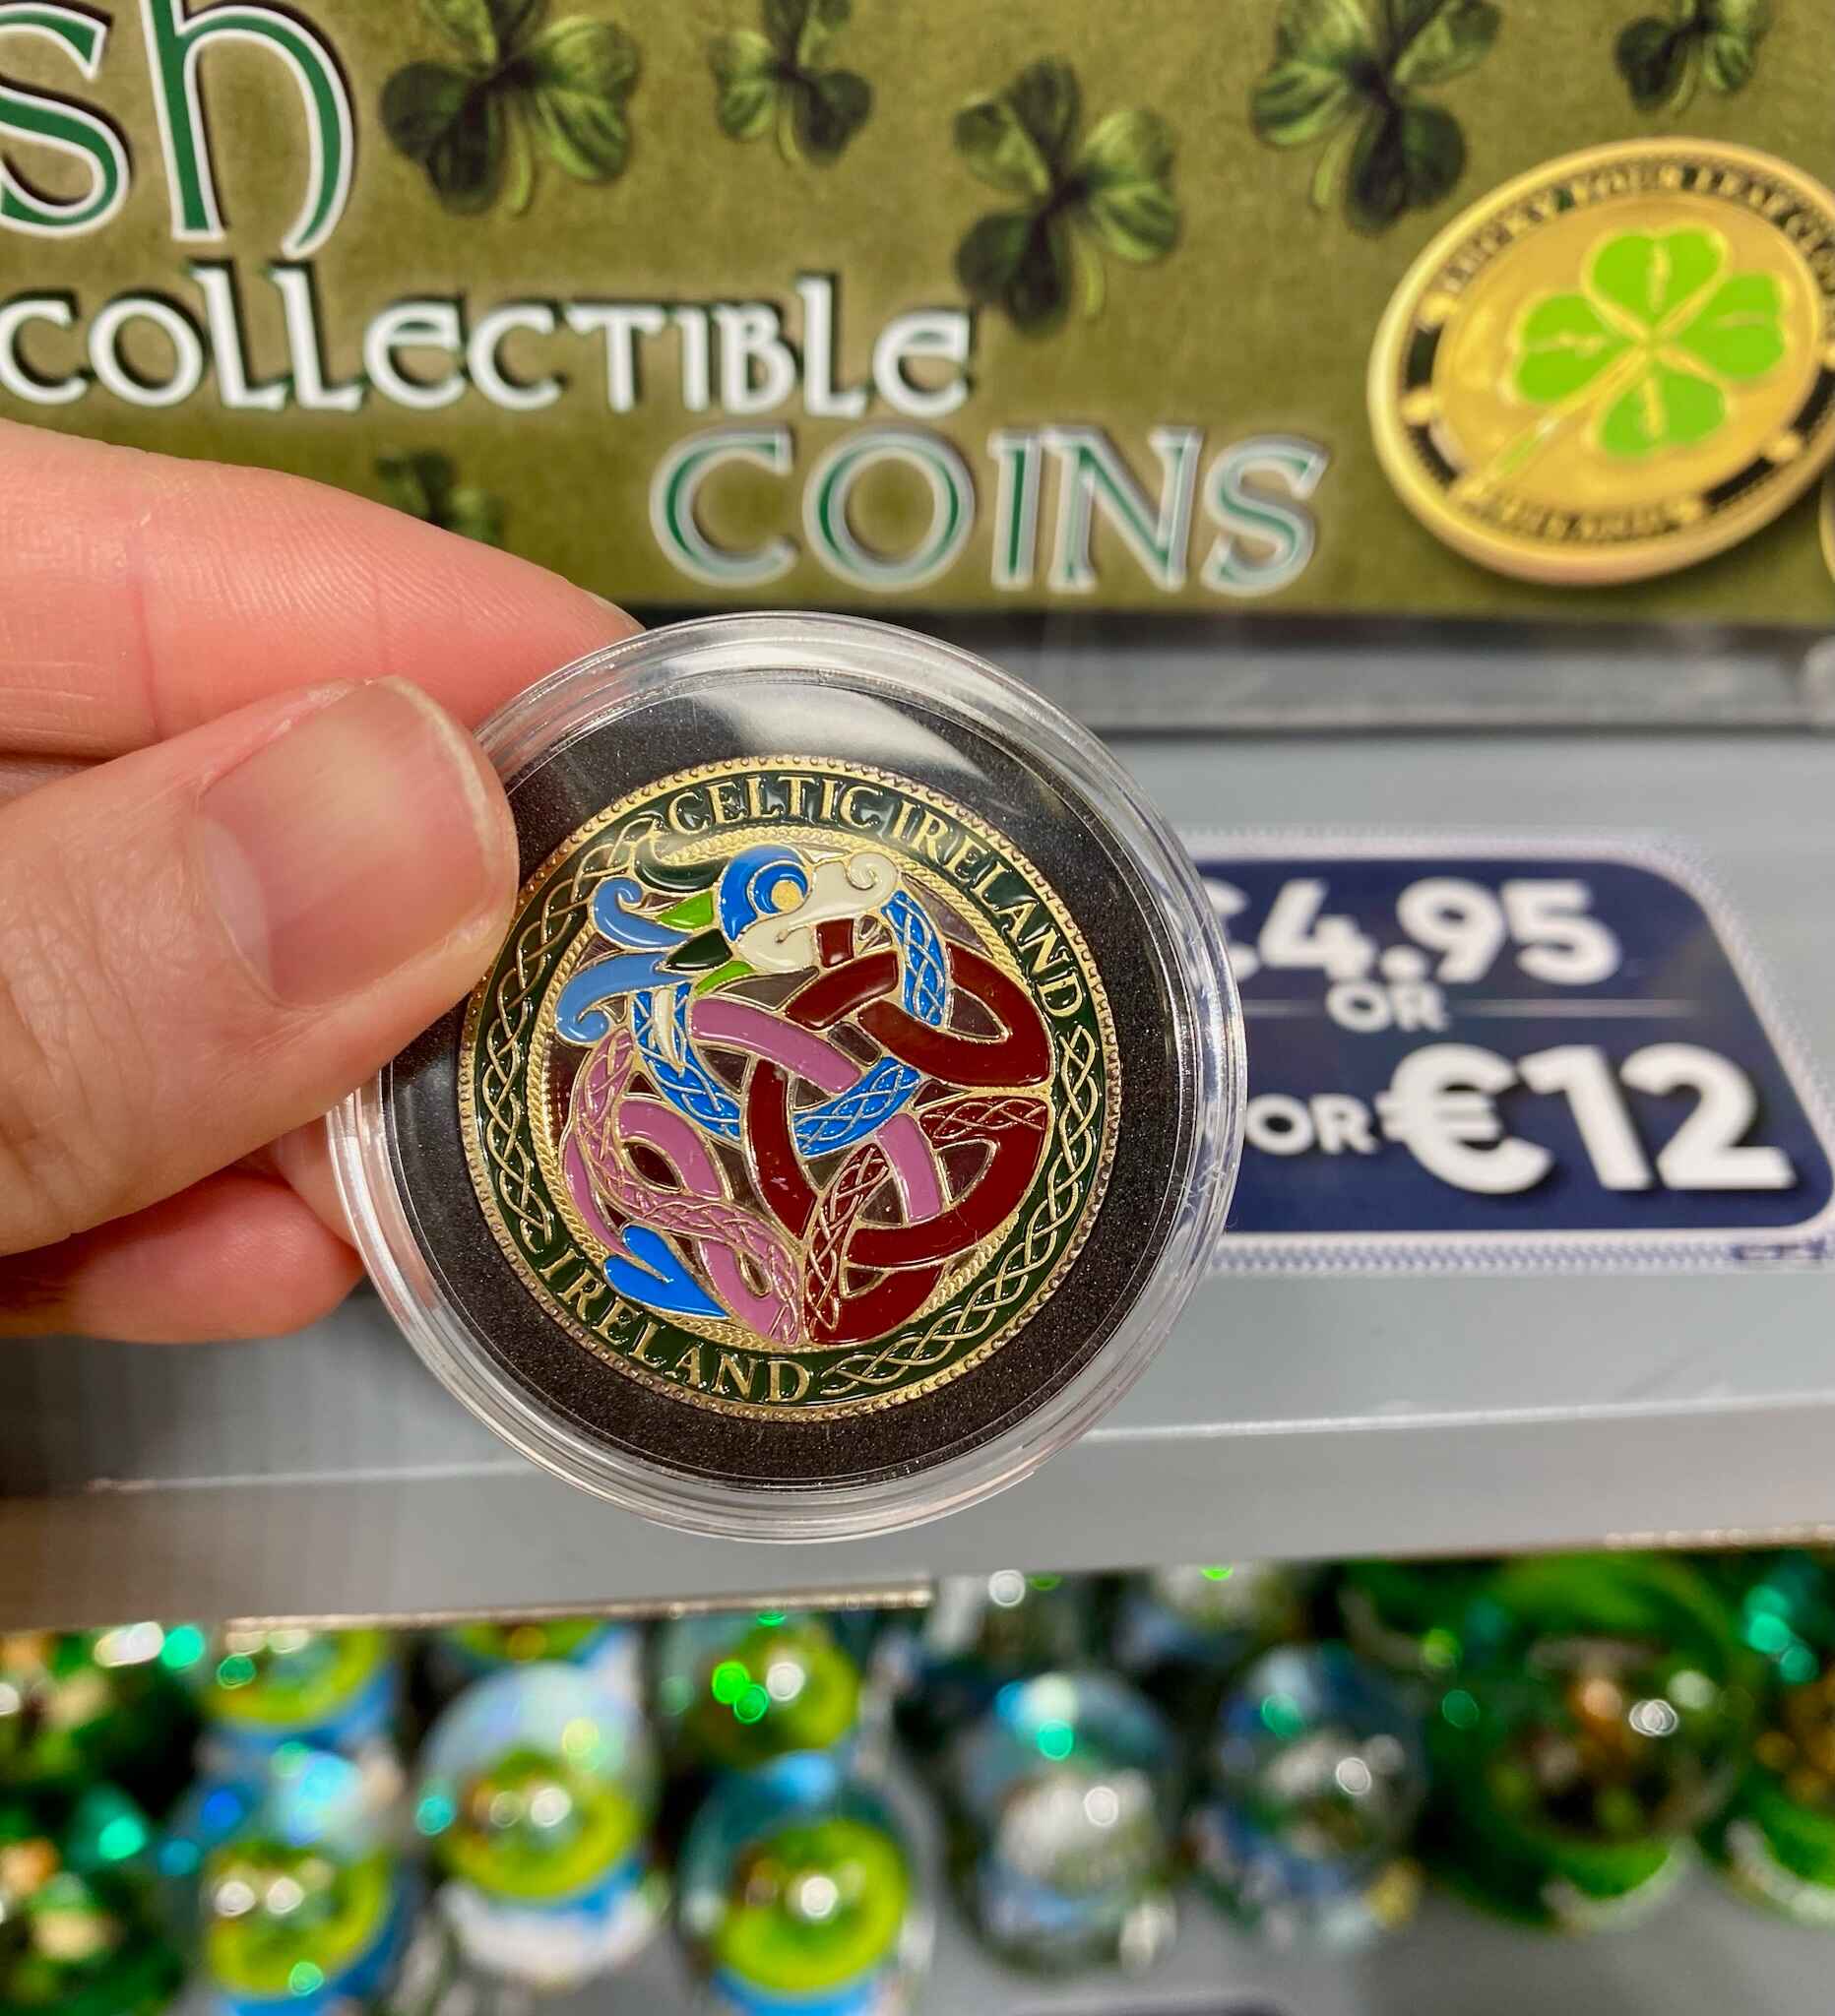 sh
COLLECTIBLE
COINS
CELTIC IRELAND
IRELAND
€4.95
OR
OR €12